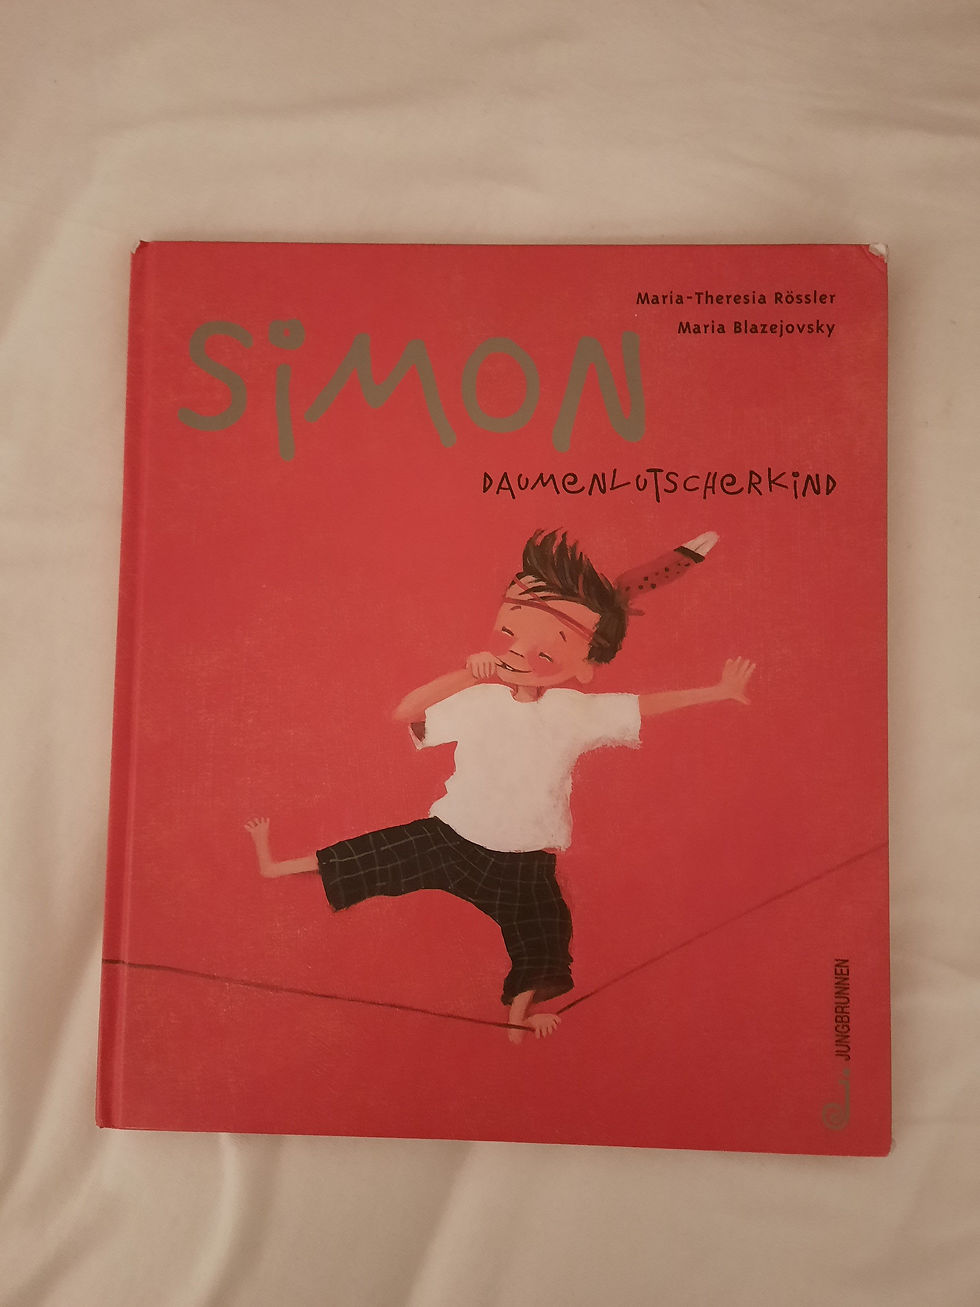 Maria-Theresia Rössler
Maria Blazejovsky
SiMON
DAUMeNLUTSCHeRKiND
JUNGBRUNNEN